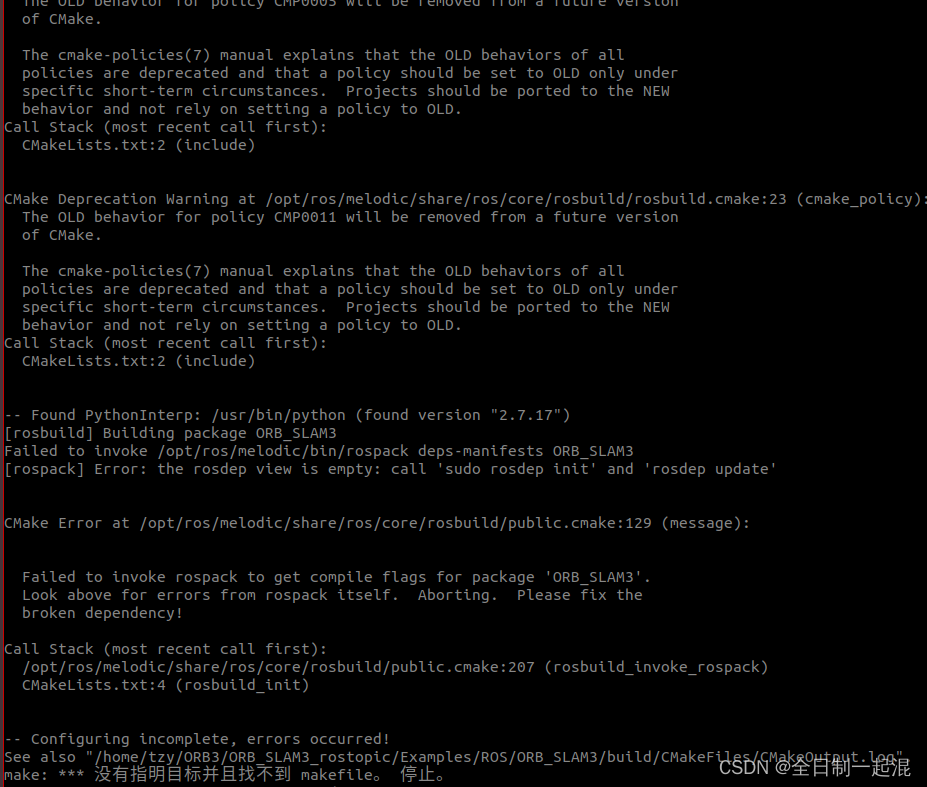 The OLD behavior for policy CMP0003 will be removed from a future version
of CMake.
The cmake-policies(7) manual explains that the OLD behaviors of all
policies are deprecated and that a policy should be set to OLD only under
specific short-term circumstances.  Projects should be ported to the NEW
behavior and not rely on setting a policy to OLD.
Call Stack (most recent call first):
CMakeLists.txt:2 (include)
CMake Deprecation Warning at /opt/ros/melodic/share/ros/core/rosbuild/rosbuild.cmake:23 (cmake_policy):
The OLD behavior for policy CMP0011 will be removed from a future version
of CMake.
The cmake-policies(7) manual explains that the OLD behaviors of all
policies are deprecated and that a policy should be set to OLD only under
specific short-term circumstances.  Projects should be ported to the NEW
behavior and not rely on setting a policy to OLD.
Call Stack (most recent call first):
CMakeLists.txt:2 (include)
-- Found PythonInterp: /usr/bin/python (found version "2.7.17")
[rosbuild] Building package ORB_SLAM3
Failed to invoke /opt/ros/melodic/bin/rospack deps-manifests ORB_SLAM3
[rospack] Error: the rosdep view is empty: call 'sudo rosdep init' and 'rosdep update'
CMake Error at /opt/ros/melodic/share/ros/core/rosbuild/public.cmake:129 (message):
Failed to invoke rospack to get compile flags for package 'ORB_SLAM3'.
Look above for errors from rospack itself.  Aborting.  Please fix the
broken dependency!
Call Stack (most recent call first):
/opt/ros/melodic/share/ros/core/rosbuild/public.cmake:207 (rosbuild_invoke_rospack)
CMakeLists.txt:4 (rosbuild_init)
-- Configuring incomplete, errors occurred!
See also "/home/tzy/ORB3/ORB_SLAM3_rostopic/Examples/ROS/ORB_SLAM3/build/CMakeFiles/CMakeOutput.log".
make: *** 没有指明目标并且找不到 makefile。 停止。
CSDN @全日制一起混